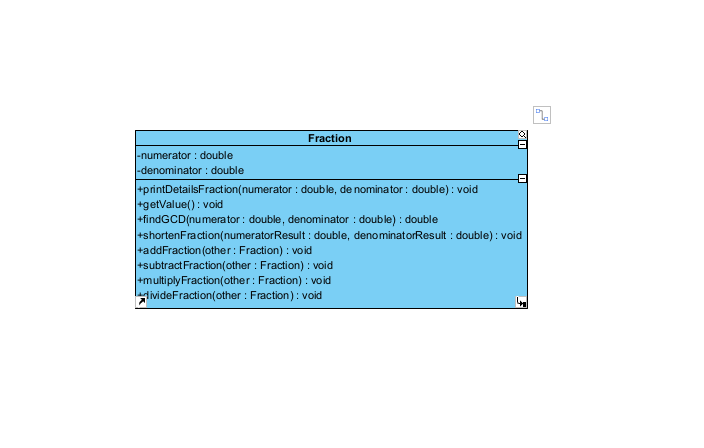 Fraction
-numerator : double
-denominator : double
+printDetailsFraction(numerator : double, denominator : double) : void
+getValue() : void
+findGCD(numerator : double, denominator : double) : double
+shortenFraction(numeratorResult : double, denominatorResult : double) : void
+addFraction(other : Fraction) : void
+subtractFraction(other : Fraction) : void
+multiplyFraction(other : Fraction) : void
+divideFraction(other : Fraction) : void